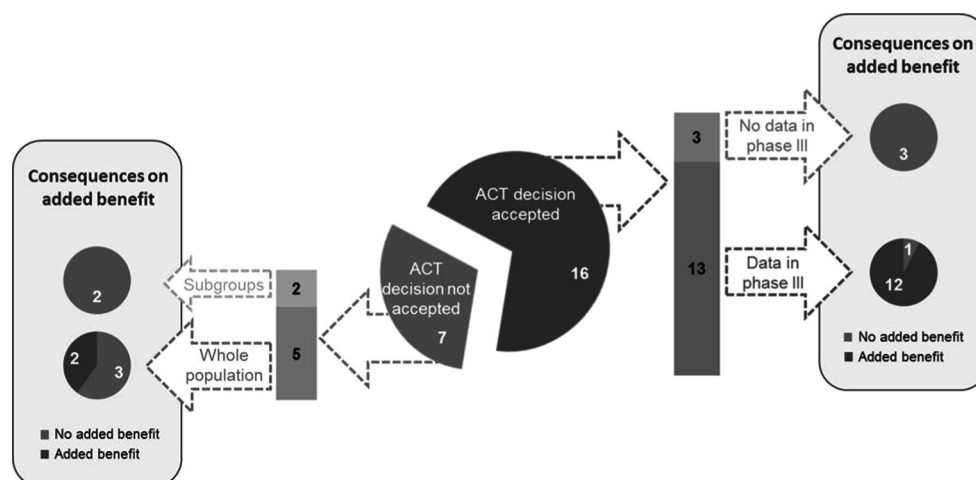 Consequences on
added benefit
2
2
3
No added benefit
Added benefit
Subgroups
Whole
population
2
5
ACT
decision not
accepted
7
ACT decision
accepted
16
3
13
No data in
phase III
Data in
phase III
Consequences on
added benefit
3
1
12
No added benefit
Added benefit